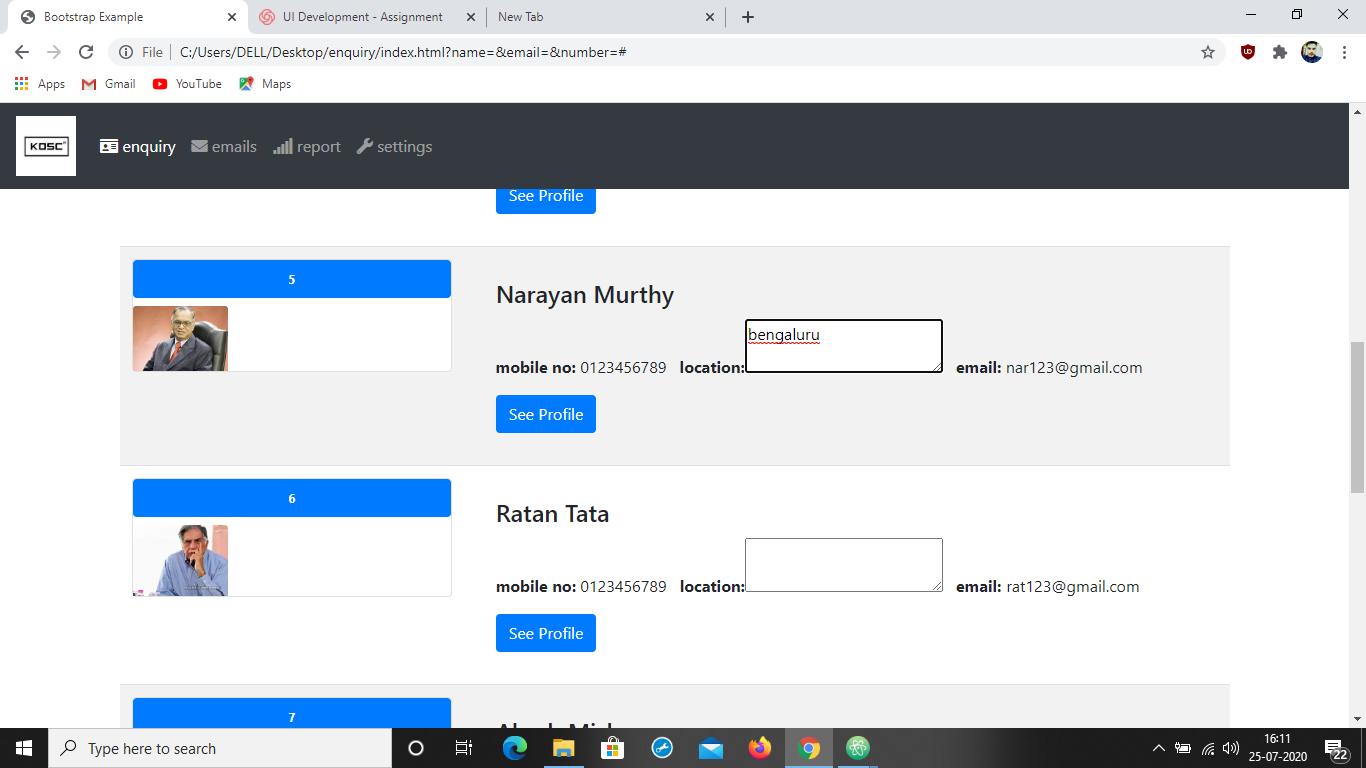 Bootstrap Example
UI Development - Assignment
New Tab
File
C:/Users/DELL/Desktop/enquiry/index.html?name=&email=&number=#
Apps
Gmail
YouTube
Maps
KOSC
enquiry
emails
report
settings
See Profile
5
Narayan Murthy
mobile no: 0123456789 location: bengaluru email: nar123@gmail.com
See Profile
6
Ratan Tata
mobile no: 0123456789 location: email: rat123@gmail.com
See Profile
7
Type here to search
16:11
25-07-2020
22